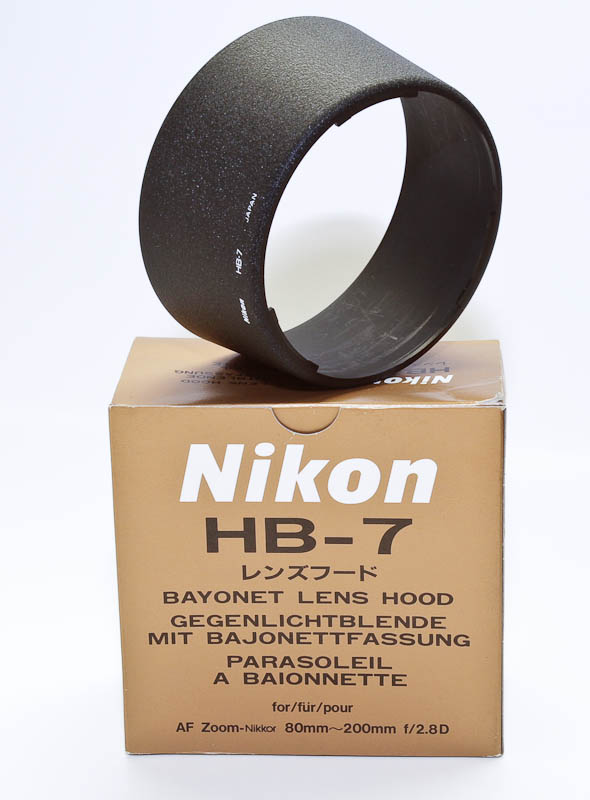 Nikon HB-7 JAPAN
Nikon
Nikon
HB-7
レンズフード
BAYONET LENS HOOD
GEGENLICHTBLENDE
MIT BAJONETTFASSUNG
PARASOLEIL
A BAIONNETTE
for/für/pour
AF Zoom-Nikkor 80mm～200mm f/2.8D